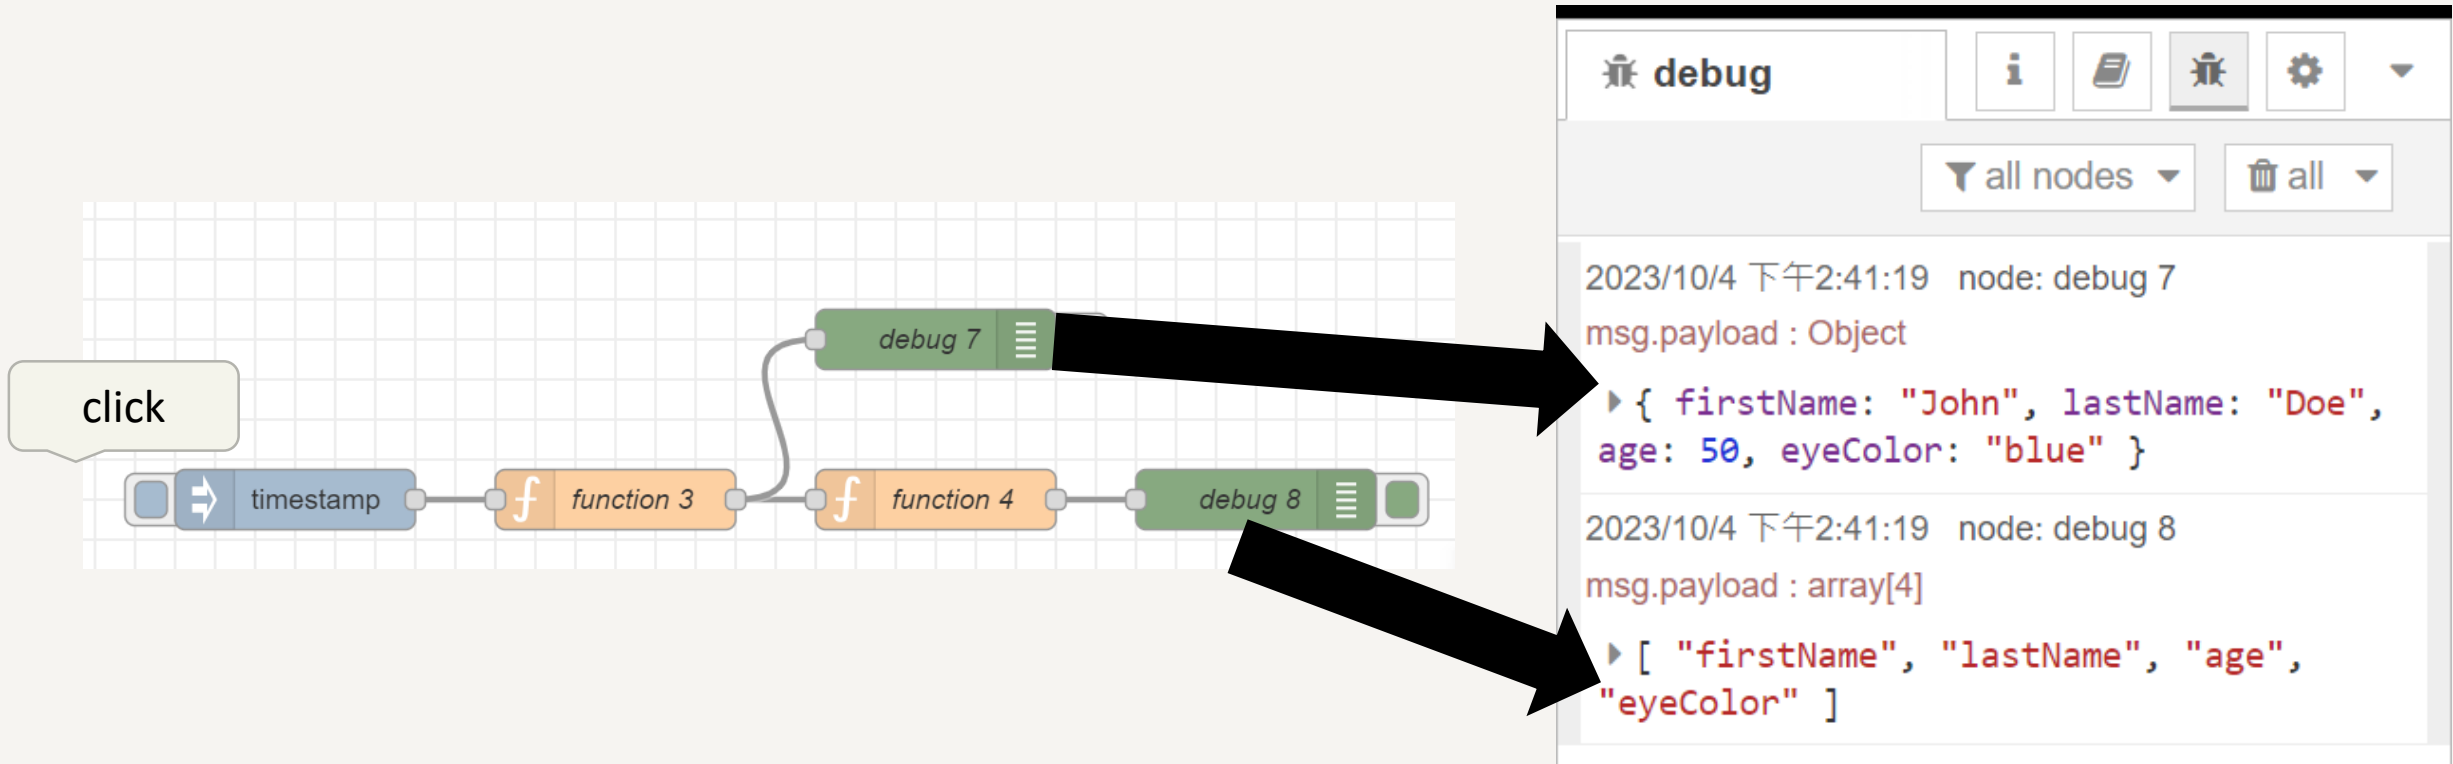 click
timestamp
function 3
function 4
debug 7
debug 8
debug
all nodes
all
2023/10/4 下午2:41:19 node: debug 7
msg.payload : Object
{ firstName: "John", lastName: "Doe",
age: 50, eyeColor: "blue" }
2023/10/4 下午2:41:19 node: debug 8
msg.payload : array[4]
[ "firstName", "lastName", "age",
"eyeColor" ]